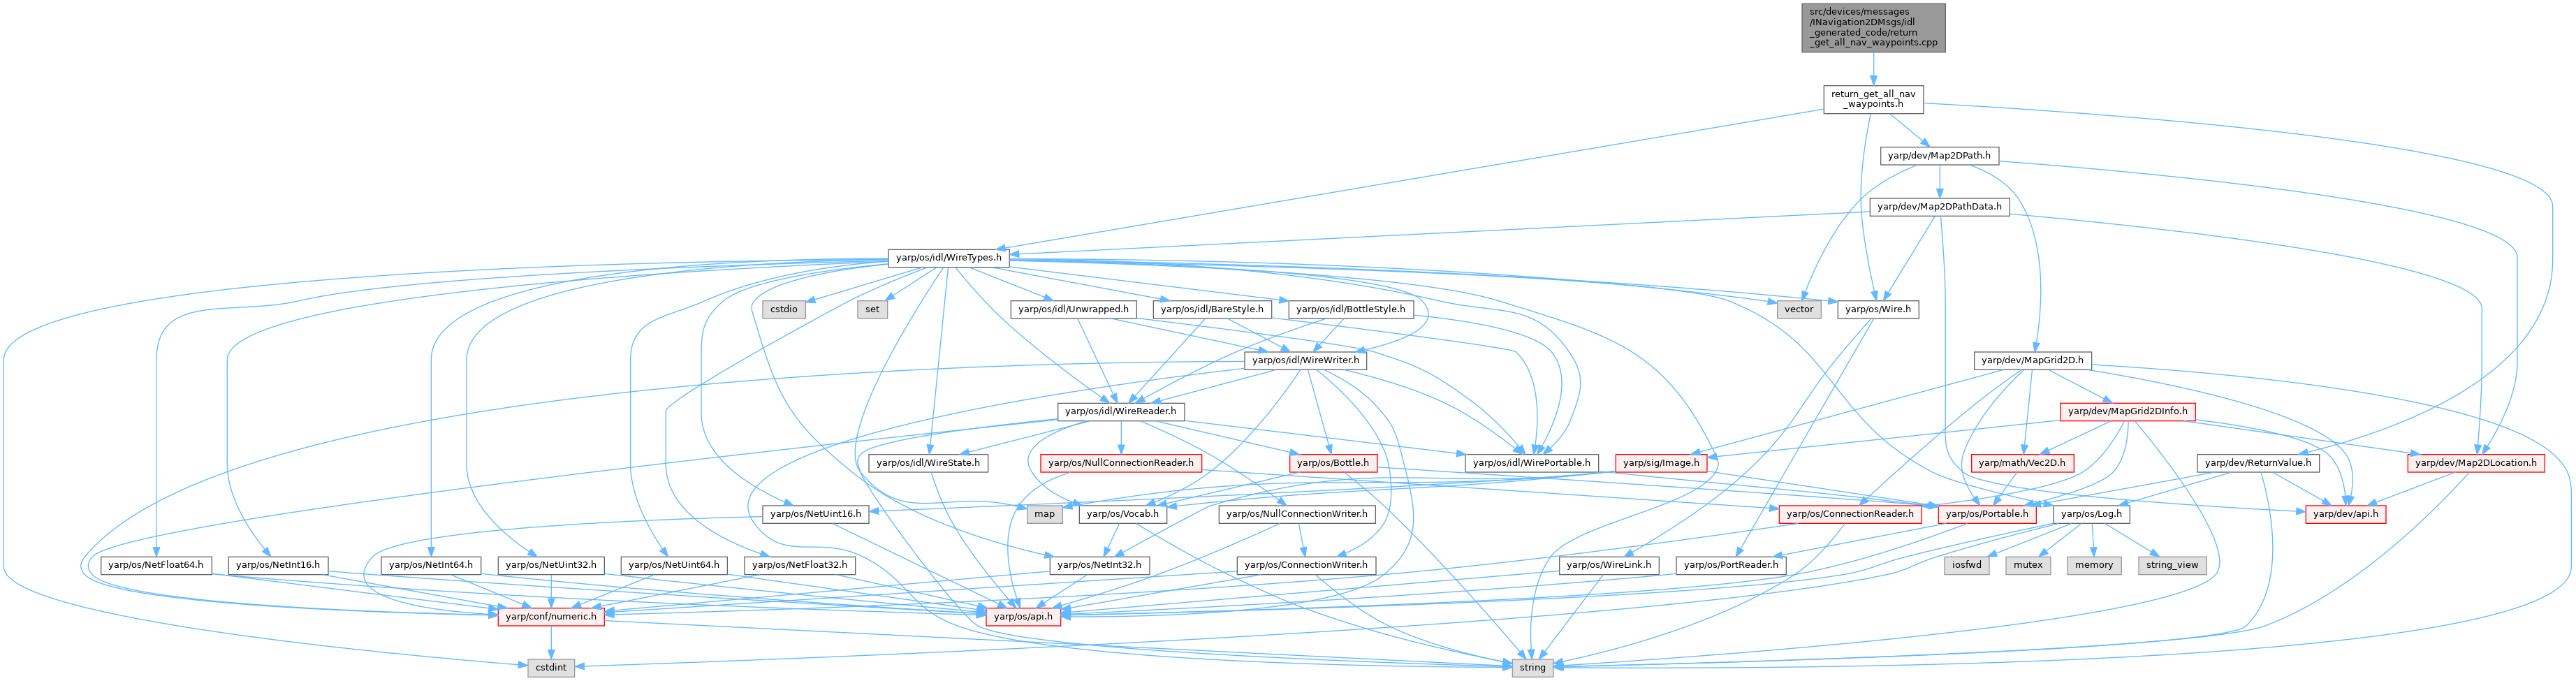 src/devices/messages
/INavigation2DMsgs/idl
_generated_code/return
_get_all_nav_waypoints.cpp
return_get_all_nav
_waypoints.h
yarp/dev/Map2DPath.h
yarp/dev/Map2DPathData.h
yarp/os/idl/WireTypes.h
cstdio
set
yarp/os/idl/Unwrapped.h
yarp/os/idl/BareStyle.h
yarp/os/idl/BottleStyle.h
vector
yarp/os/Wire.h
yarp/os/idl/WireWriter.h
yarp/dev/MapGrid2D.h
yarp/os/idl/WireReader.h
yarp/dev/MapGrid2DInfo.h
yarp/os/idl/WireState.h
yarp/os/NullConnectionReader.h
yarp/os/Bottle.h
yarp/os/idl/WirePortable.h
yarp/sig/Image.h
yarp/math/Vec2D.h
yarp/dev/ReturnValue.h
yarp/dev/Map2DLocation.h
yarp/os/NetUint16.h
map
yarp/os/Vocab.h
yarp/os/NullConnectionWriter.h
yarp/os/ConnectionReader.h
yarp/os/Portable.h
yarp/os/Log.h
yarp/dev/api.h
yarp/os/NetFloat64.h
yarp/os/NetInt16.h
yarp/os/NetInt64.h
yarp/os/NetUint32.h
yarp/os/NetUint64.h
yarp/os/NetFloat32.h
yarp/os/NetInt32.h
yarp/os/ConnectionWriter.h
yarp/os/WireLink.h
yarp/os/PortReader.h
iosfwd
mutex
memory
string_view
yarp/conf/numeric.h
yarp/os/api.h
cstdint
string